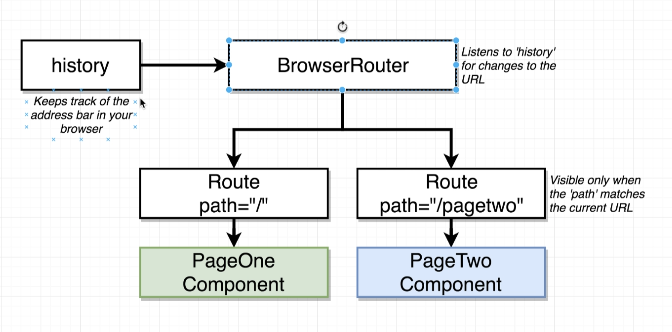 history
BrowserRouter
Listens to 'history'
for changes to the
URL
Keeps track of the
address bar in your
browser
Route
path="/"
Route
path="/pagetwo"
Visible only when
the 'path' matches
the current URL
PageOne
Component
PageTwo
Component